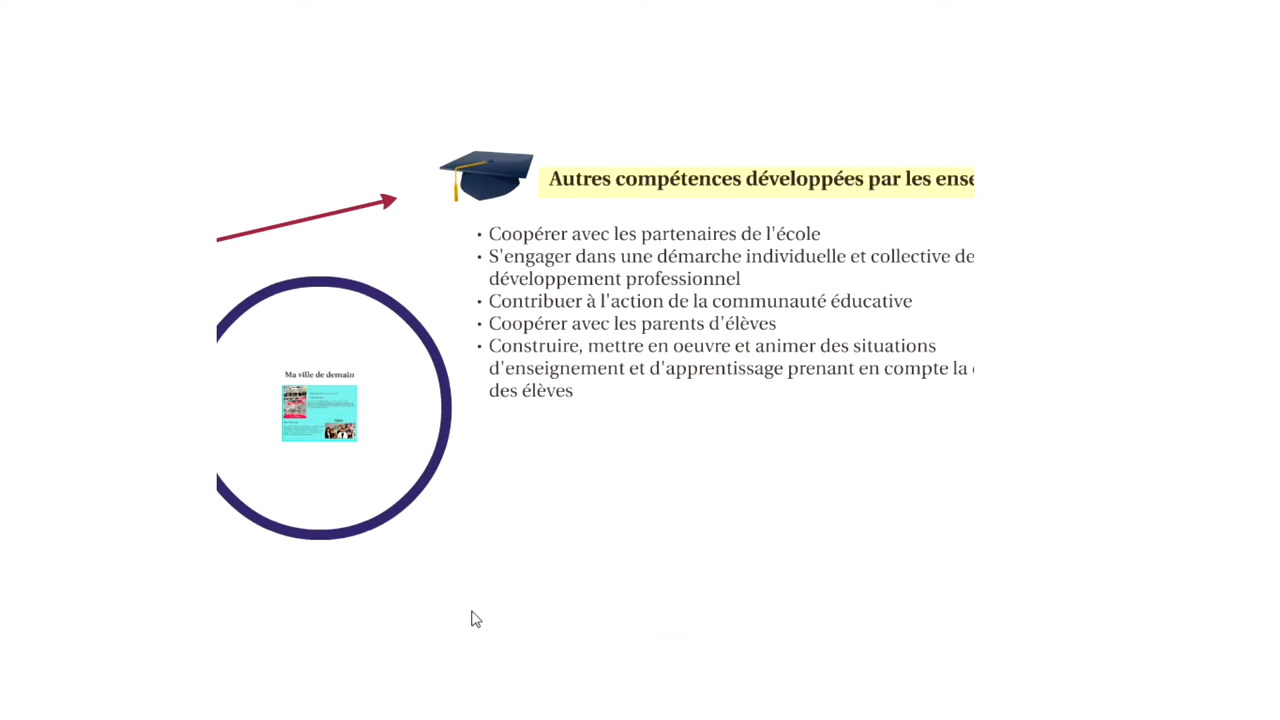 Autres compétences développées par les
Coopérer avec les partenaires de l'école
S'engager dans une démarche individuelle et collective de
développement professionnel
Contribuer à l'action de la communauté éducative
Coopérer avec les parents d'élèves
Construire, mettre en oeuvre et animer des situations
d'enseignement et d'apprentissage prenant en compte la
des élèves
Ma ville de demain